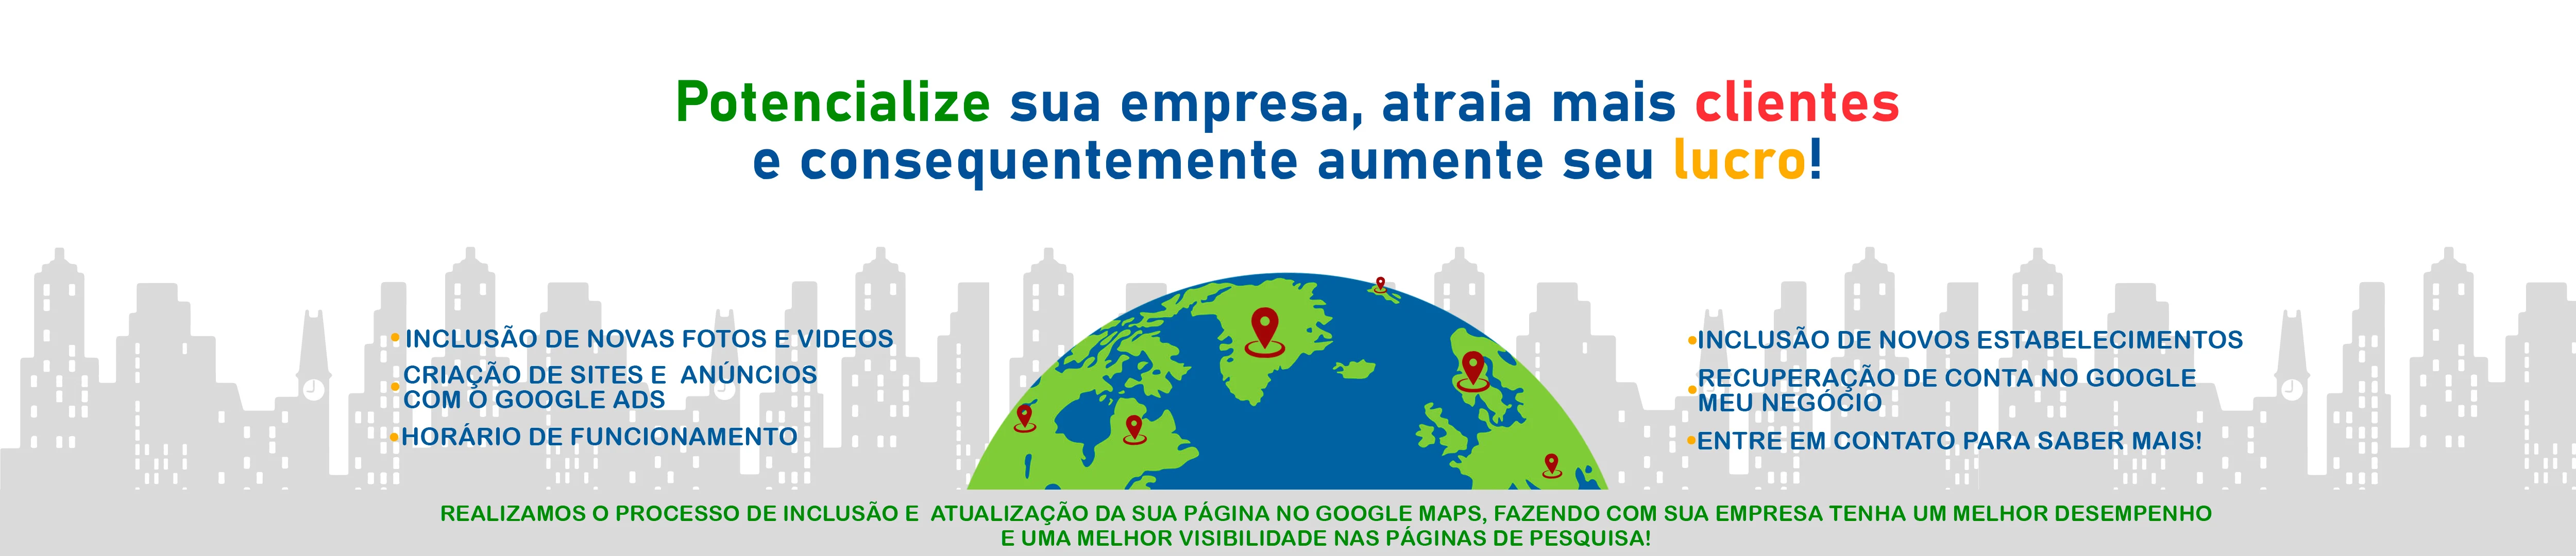 Potencialize sua empresa, atraia mais clientes
e consequentemente aumente seu lucro!
• INCLUSÃO DE NOVAS FOTOS E VIDEOS
• CRIAÇÃO DE SITES E ANÚNCIOS
COM O GOOGLE ADS
• HORÁRIO DE FUNCIONAMENTO
• INCLUSÃO DE NOVOS ESTABELECIMENTOS
• RECUPERAÇÃO DE CONTA NO GOOGLE
MEU NEGÓCIO
• ENTRE EM CONTATO PARA SABER MAIS!
REALIZAMOS O PROCESSO DE INCLUSÃO E ATUALIZAÇÃO DA SUA PÁGINA NO GOOGLE MAPS, FAZENDO COM SUA EMPRESA TENHA UM MELHOR DESEMPENHO
E UMA MELHOR VISIBILIDADE NAS PÁGINAS DE PESQUISA!